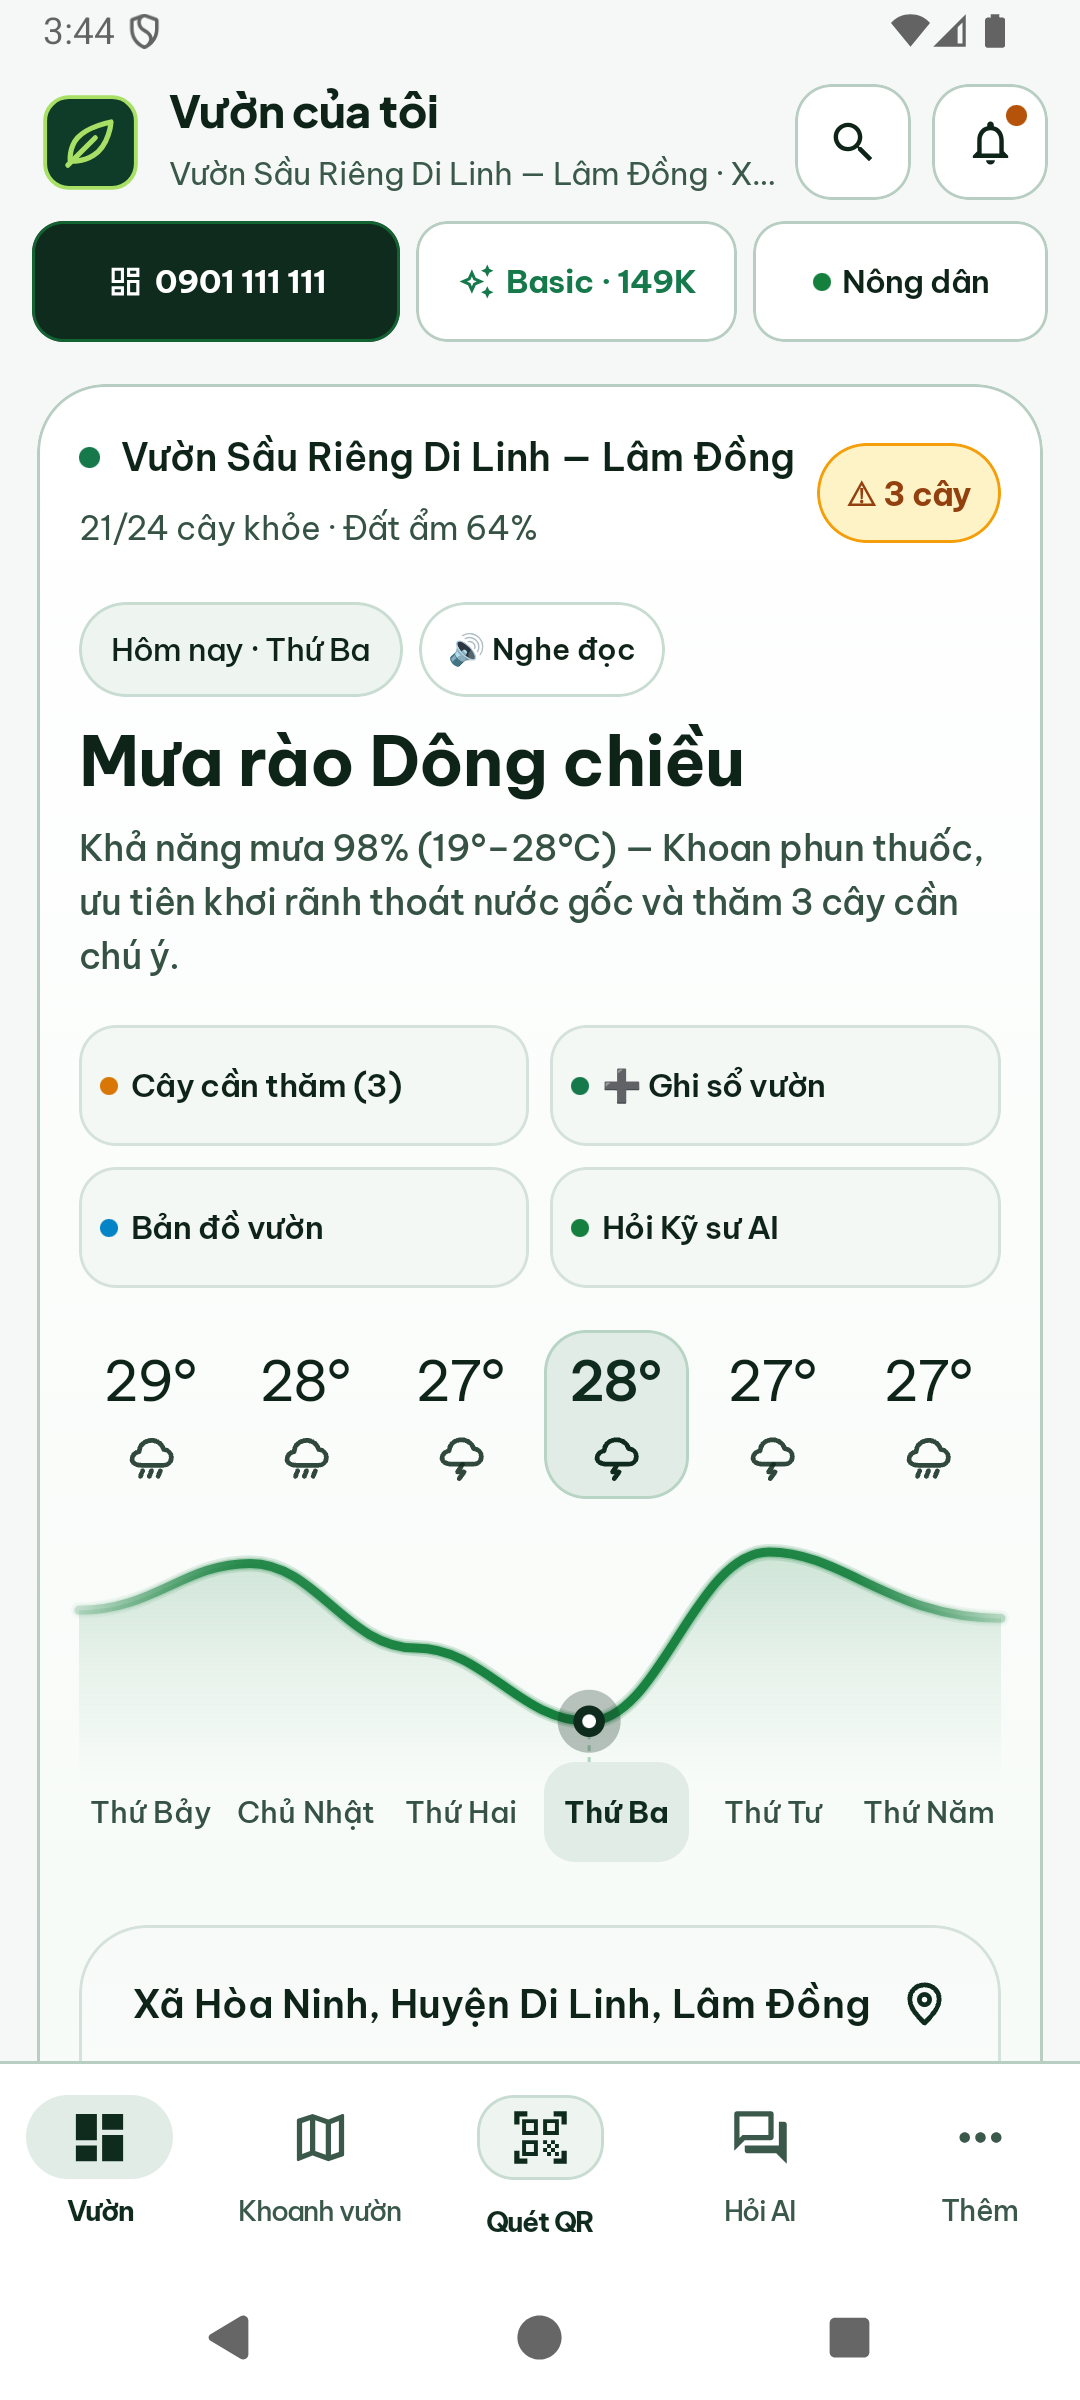 3:44
Vườn của tôi
Vườn Sầu Riêng Di Linh — Lâm Đồng · X...
0901 111 111
Basic · 149K
Nông dân
Vườn Sầu Riêng Di Linh — Lâm Đồng
⚠ 3 cây
21/24 cây khỏe · Đất ẩm 64%
Hôm nay · Thứ Ba
🔊 Nghe đọc
Mưa rào Dông chiều
Khả năng mưa 98% (19°–28°C) — Khoan phun thuốc,
ưu tiên khơi rãnh thoát nước gốc và thăm 3 cây cần
chú ý.
Cây cần thăm (3)
➕ Ghi sổ vườn
Bản đồ vườn
Hỏi Kỹ sư AI
29° 28° 27° 28° 27° 27°
Thứ Bảy Chủ Nhật Thứ Hai Thứ Ba Thứ Tư Thứ Năm
Xã Hòa Ninh, Huyện Di Linh, Lâm Đồng
Vườn
Khoanh vườn
Quét QR
Hỏi AI
Thêm